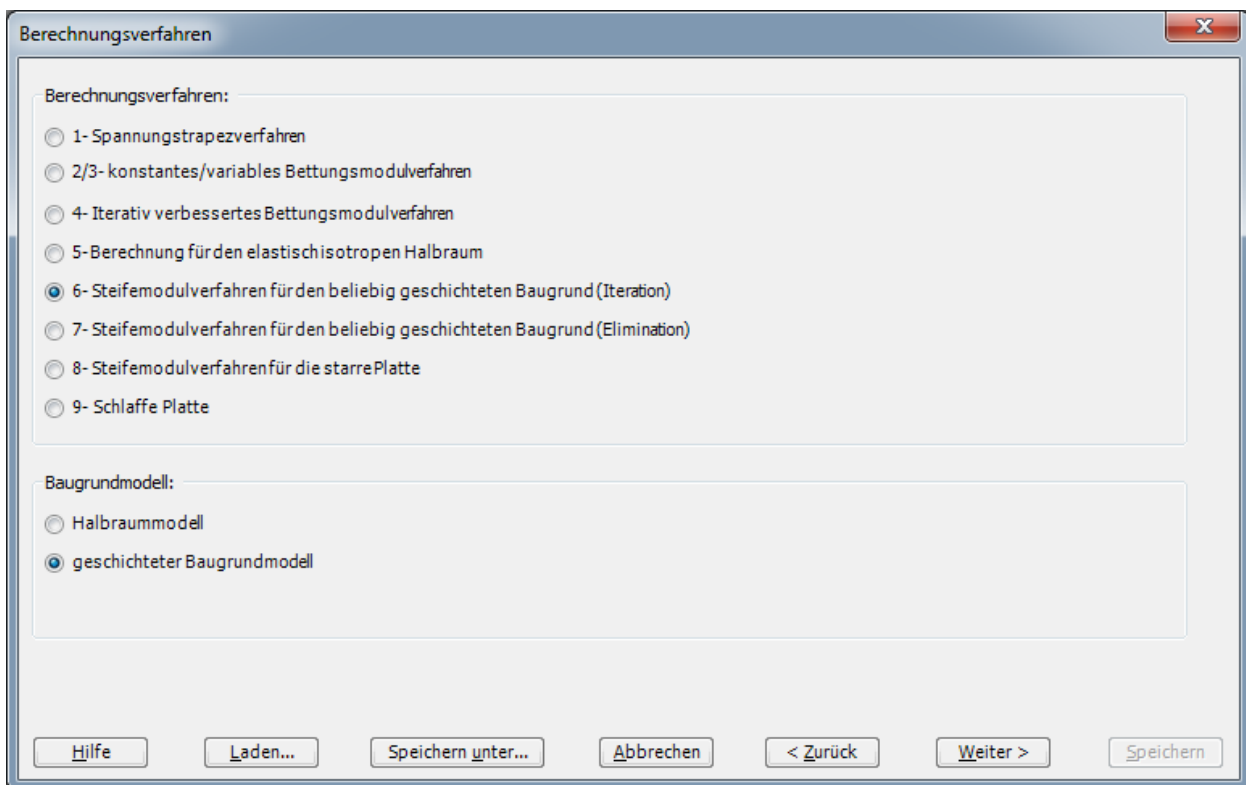 Berechnungsverfahren
x
Berechnungsverfahren:
1- Spannungstrapezverfahren
2/3- konstantes/variables Bettungsmodulverfahren
4- Iterativ verbessertes Bettungsmodulverfahren
5- Berechnung für den elastisch isotropen Halbraum
6- Steifemodulverfahren für den beliebig geschichteten Baugrund (Iteration)
7- Steifemodulverfahren für den beliebig geschichteten Baugrund (Elimination)
8- Steifemodulverfahren für die starre Platte
9- Schlaffe Platte
Baugrundmodell:
Halbraummodell
geschichteter Baugrundmodell
Hilfe Laden... Speichern unter... Abbrechen < Zurück Weiter > Speichern